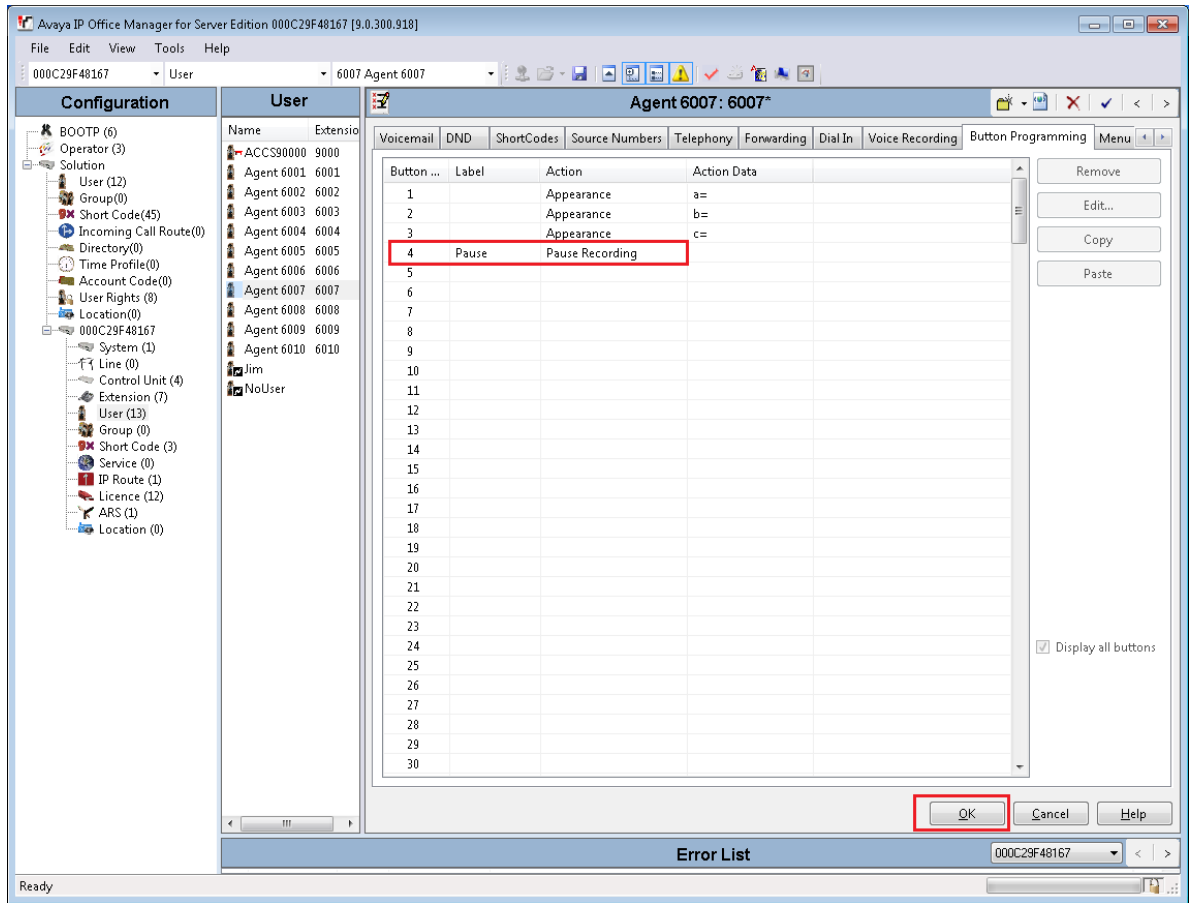 Avaya IP Office Manager for Server Edition 000C29F48167 [9.0.300.918]
File Edit View Tools Help
000C29F48167 User 6007 Agent 6007
Configuration
BOOTP (6)
Operator (3)
Solution
User (12)
Group(0)
Short Code(45)
Incoming Call Route(0)
Directory(0)
Time Profile(0)
Account Code(0)
User Rights (8)
Location(0)
000C29F48167
System (1)
Line (0)
Control Unit (4)
Extension (7)
User (13)
Group (0)
Short Code (3)
Service (0)
IP Route (1)
Licence (12)
ARS (1)
Location (0)
User
Name Extensio
ACCS90000 9000
Agent 6001 6001
Agent 6002 6002
Agent 6003 6003
Agent 6004 6004
Agent 6005 6005
Agent 6006 6006
Agent 6007 6007
Agent 6008 6008
Agent 6009 6009
Agent 6010 6010
Jim
NoUser
Agent 6007: 6007*
Voicemail DND ShortCodes Source Numbers Telephony Forwarding Dial In Voice Recording Button Programming Menu
Button ... Label Action Action Data
1 Appearance a=
2 Appearance b=
3 Appearance c=
4 Pause Pause Recording
5
6
7
8
9
10
11
12
13
14
15
16
17
18
19
20
21
22
23
24
25
26
27
28
29
30
Remove
Edit...
Copy
Paste
Display all buttons
OK Cancel Help
Error List
000C29F48167
Ready